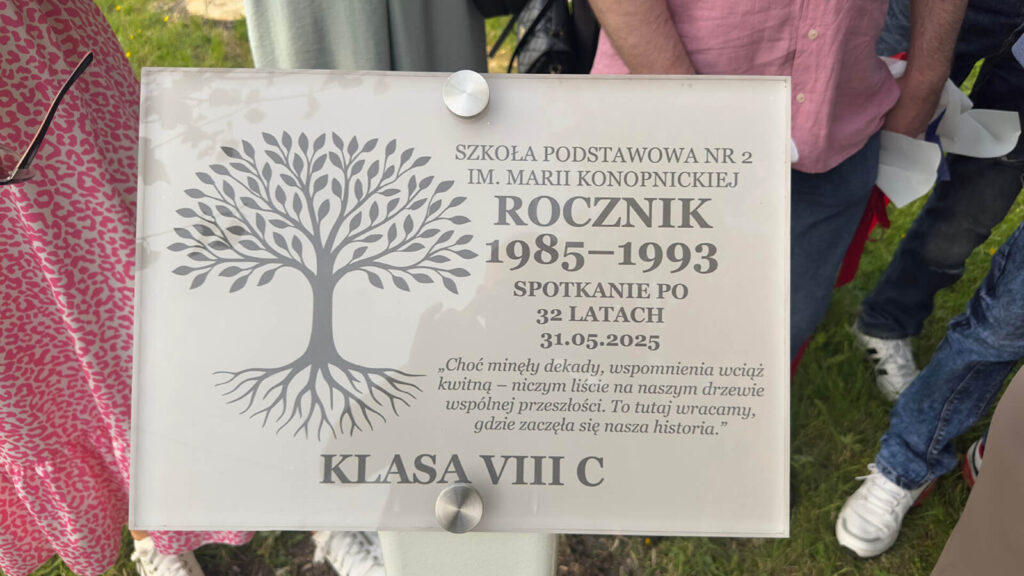 SZKOŁA PODSTAWOWA NR 2
IM. MARII KONOPNICKIEJ
ROCZNIK
1985–1993
SPOTKANIE PO
32 LATACH
31.05.2025
„Choć minęły dekady, wspomnienia wciąż
kwitną – niczym liście na naszym drzewie
wspólnej przeszłości. To tutaj wracamy,
gdzie zaczęła się nasza historia.”
KLASA VIII C